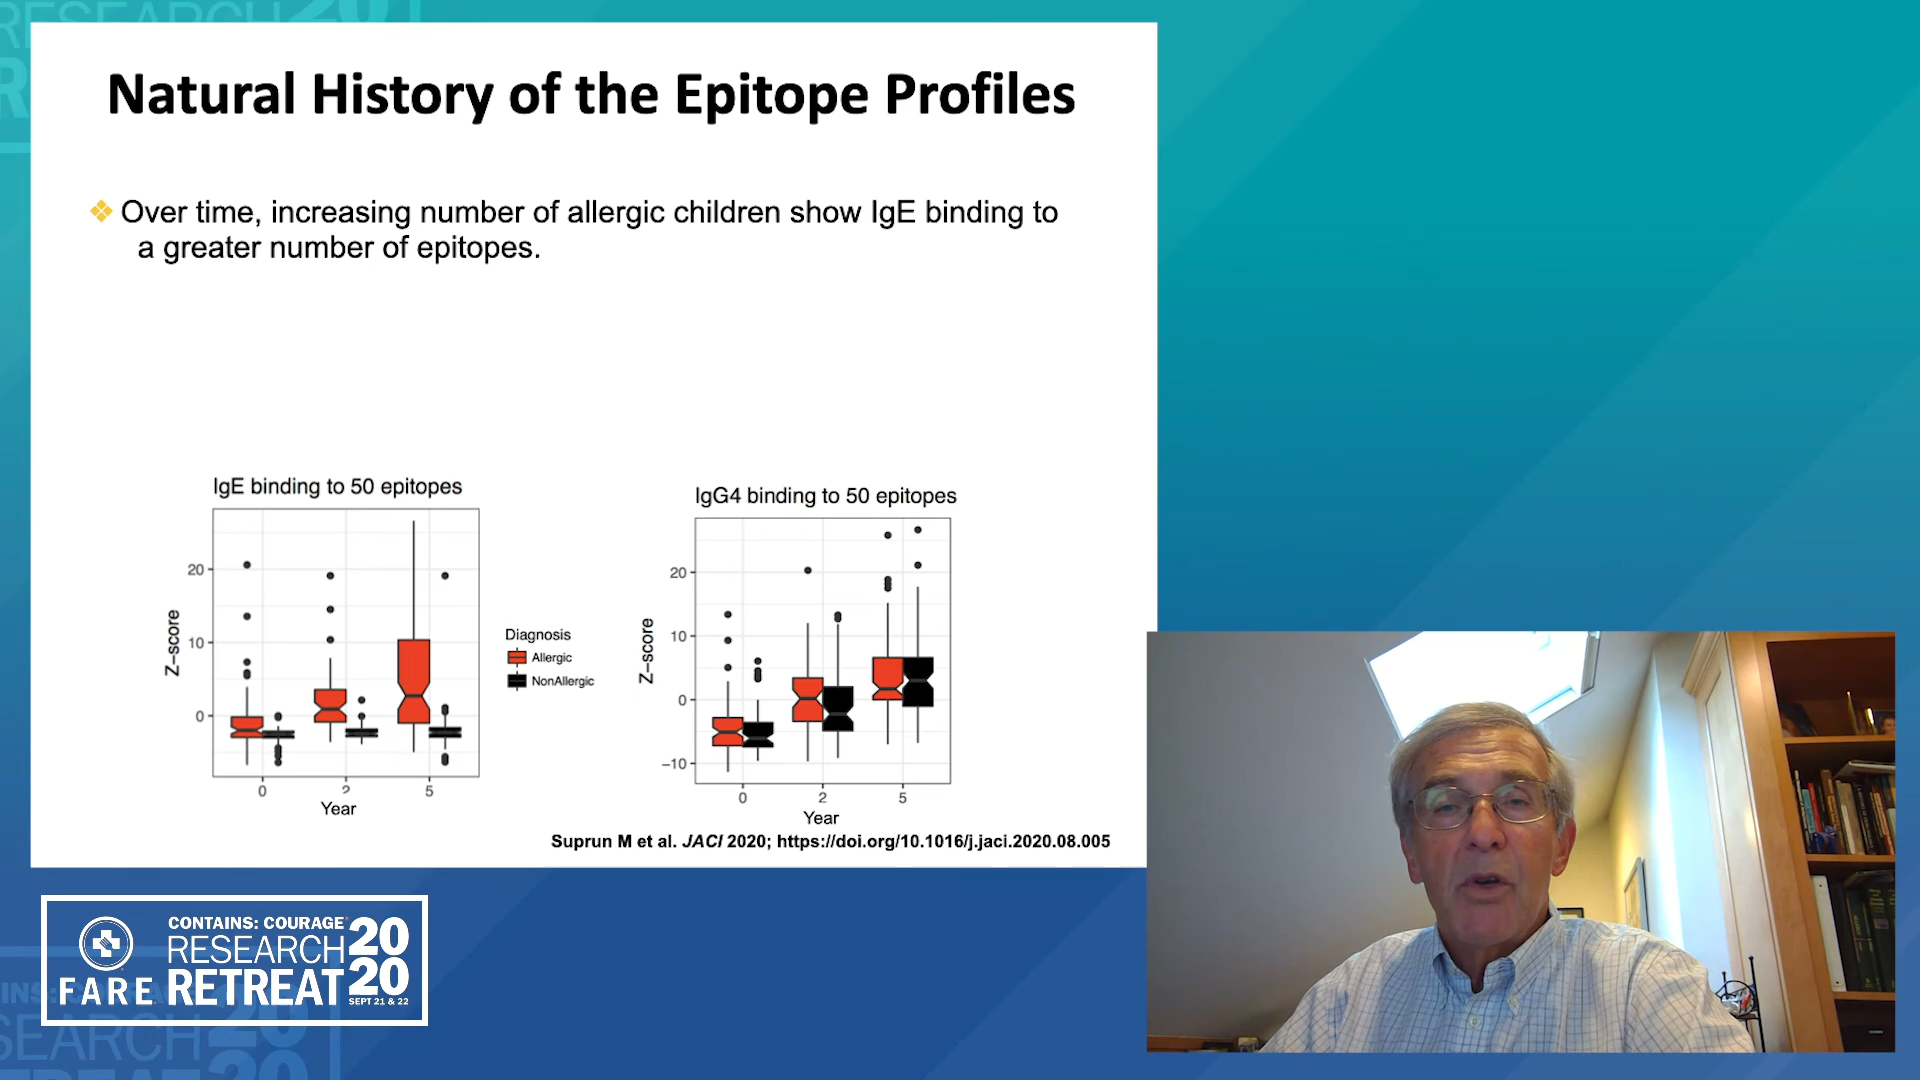 Natural History of the Epitope Profiles
Over time, increasing number of allergic children show IgE binding to
a greater number of epitopes.
IgE binding to 50 epitopes
20
10
0
Z-score
0
2
5
Year
Diagnosis
Allergic
NonAllergic
IgG4 binding to 50 epitopes
20
10
0
-10
Z-score
0
2
5
Year
Suprun M et al. JACI 2020; https://doi.org/10.1016/j.jaci.2020.08.005
FARE
CONTAINS: COURAGE
RESEARCH
RETREAT
20
20
SEPT 21 & 22